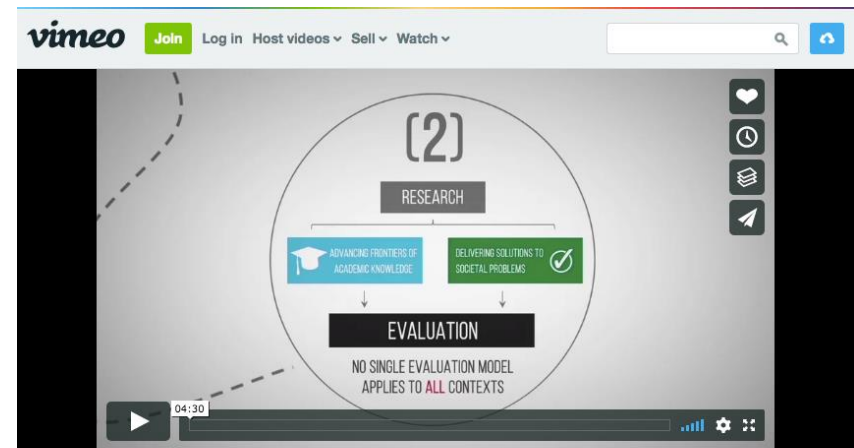 vimeo Join Log in Host videos Sell Watch
(2)
RESEARCH
ADVANCING FRONTIERS OF
ACADEMIC KNOWLEDGE
DELIVERING SOLUTIONS TO
SOCIETAL PROBLEMS
EVALUATION
NO SINGLE EVALUATION MODEL
APPLIES TO ALL CONTEXTS
04:30